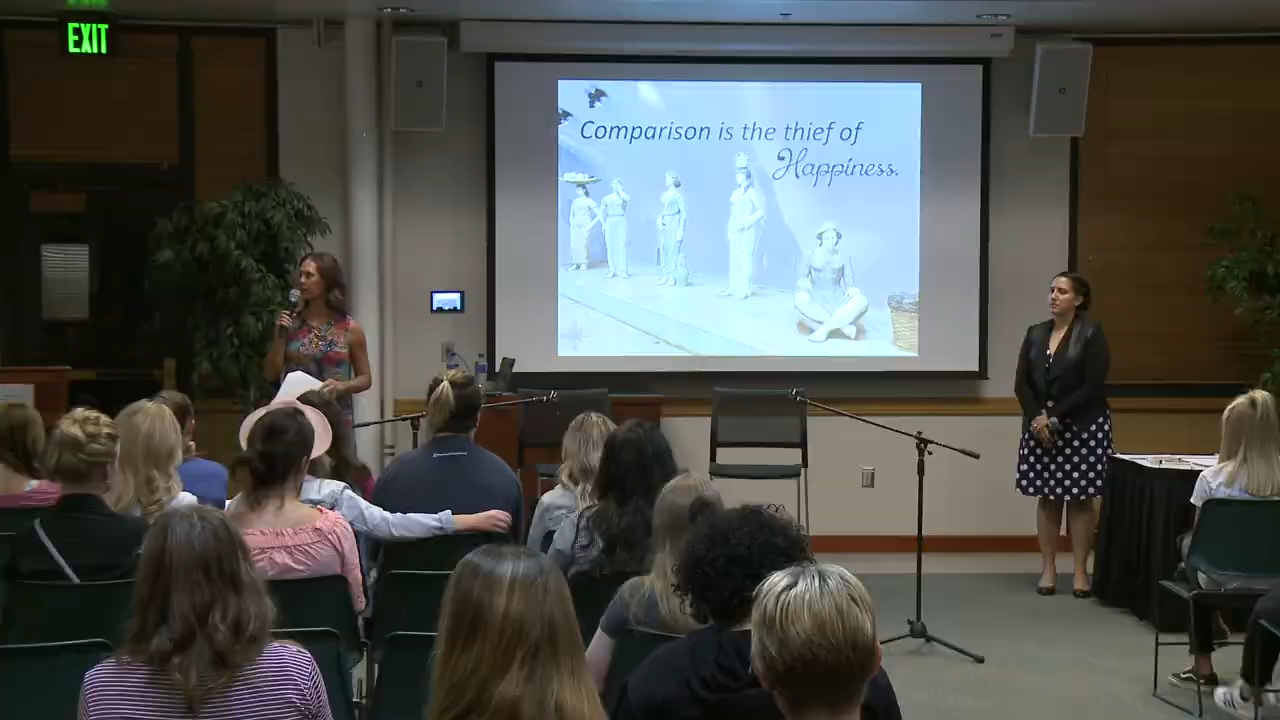 EXIT
Comparison is the thief of
Happiness.